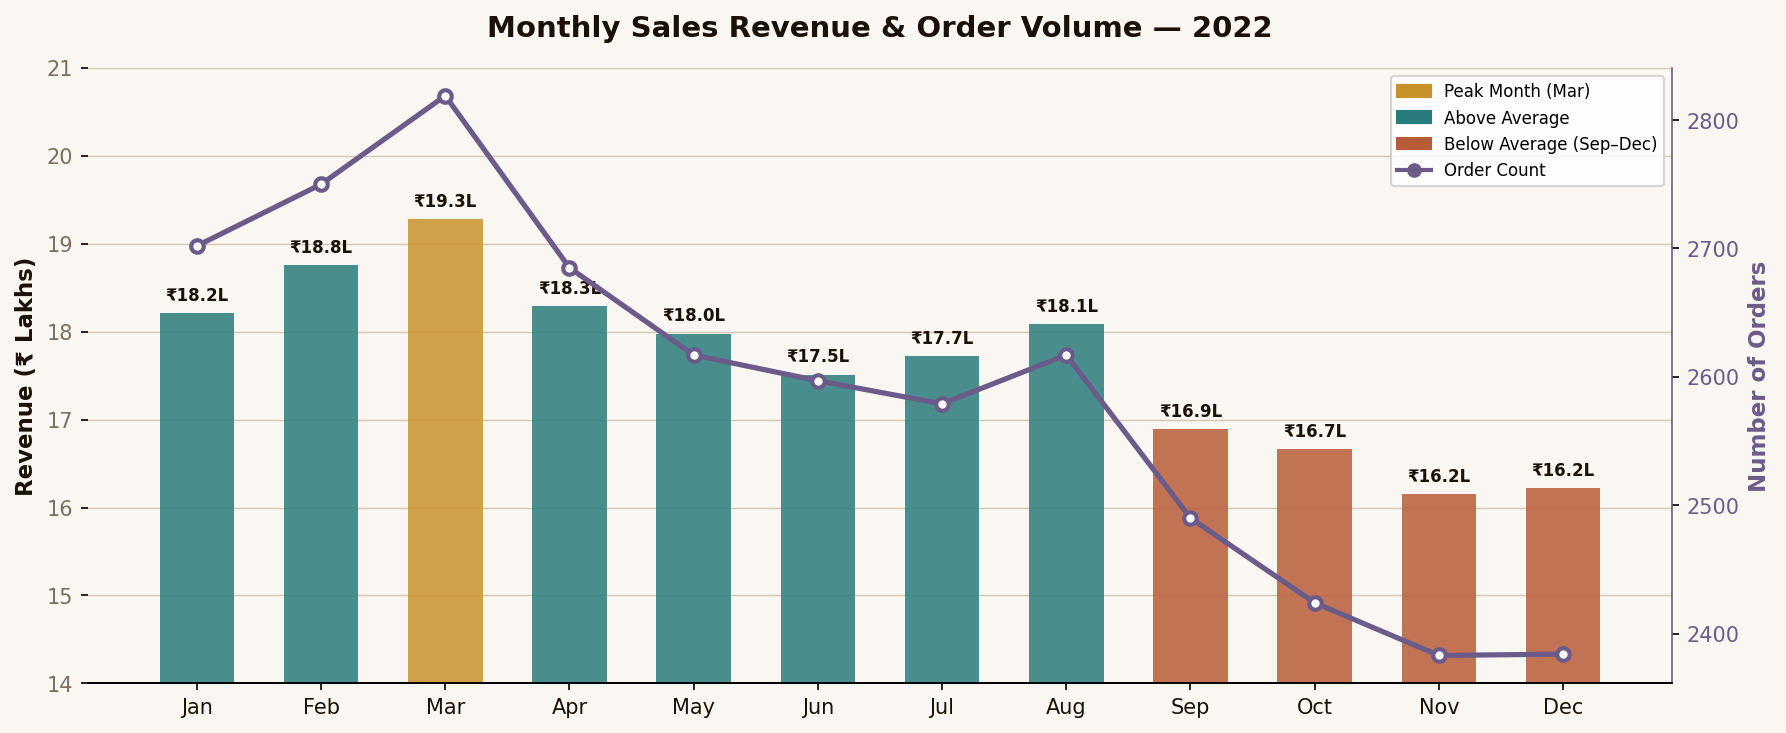 Monthly Sales Revenue & Order Volume — 2022
Revenue (₹ Lakhs)
21
20
19
18
17
16
15
14
₹18.2L
₹18.8L
₹19.3L
₹18.3L
₹18.0L
₹17.5L
₹17.7L
₹18.1L
₹16.9L
₹16.7L
₹16.2L
₹16.2L
Peak Month (Mar)
Above Average
Below Average (Sep–Dec)
Order Count
2800
2700
2600
2500
2400
Number of Orders
Jan Feb Mar Apr May Jun Jul Aug Sep Oct Nov Dec